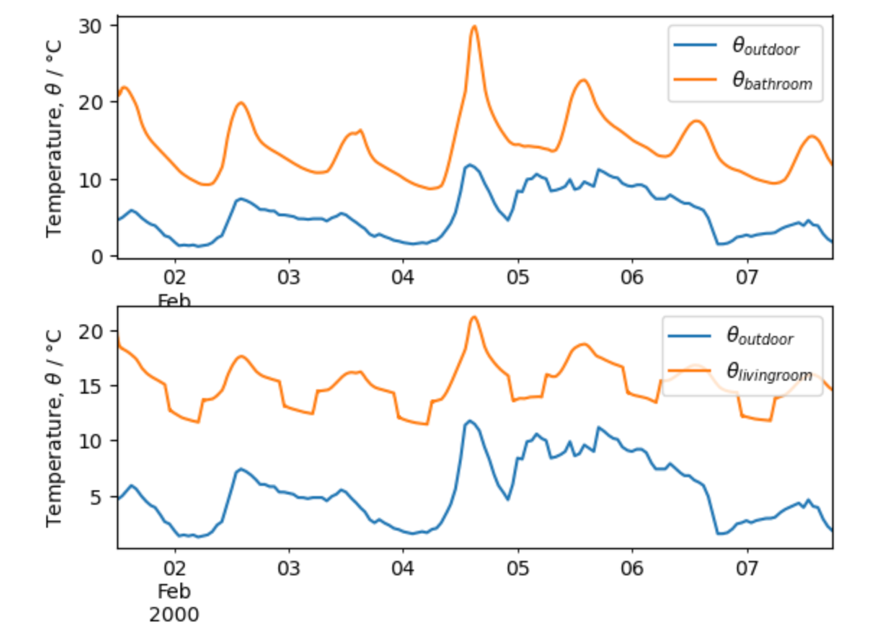 Temperature, θ / °C
30
20
10
0
θoutdoor
θbathroom
02 03 04 05 06 07
Feb
Temperature, θ / °C
20
15
10
5
θoutdoor
θlivingroom
02 03 04 05 06 07
Feb
2000